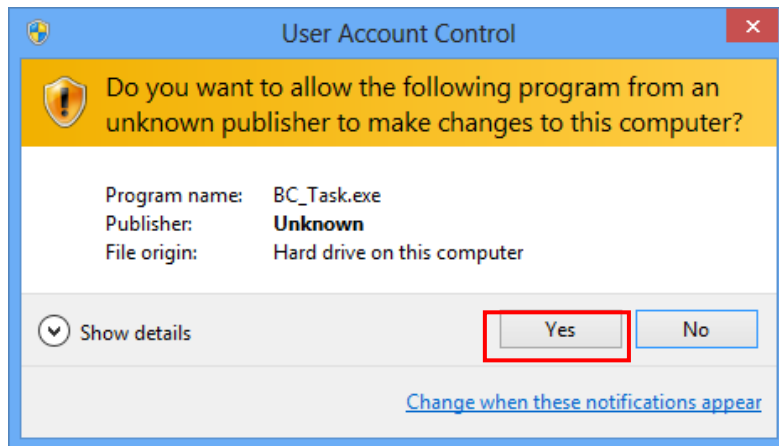 User Account Control
Do you want to allow the following program from an
unknown publisher to make changes to this computer?
Program name: BC_Task.exe
Publisher: Unknown
File origin: Hard drive on this computer
Show details Yes No
Change when these notifications appear